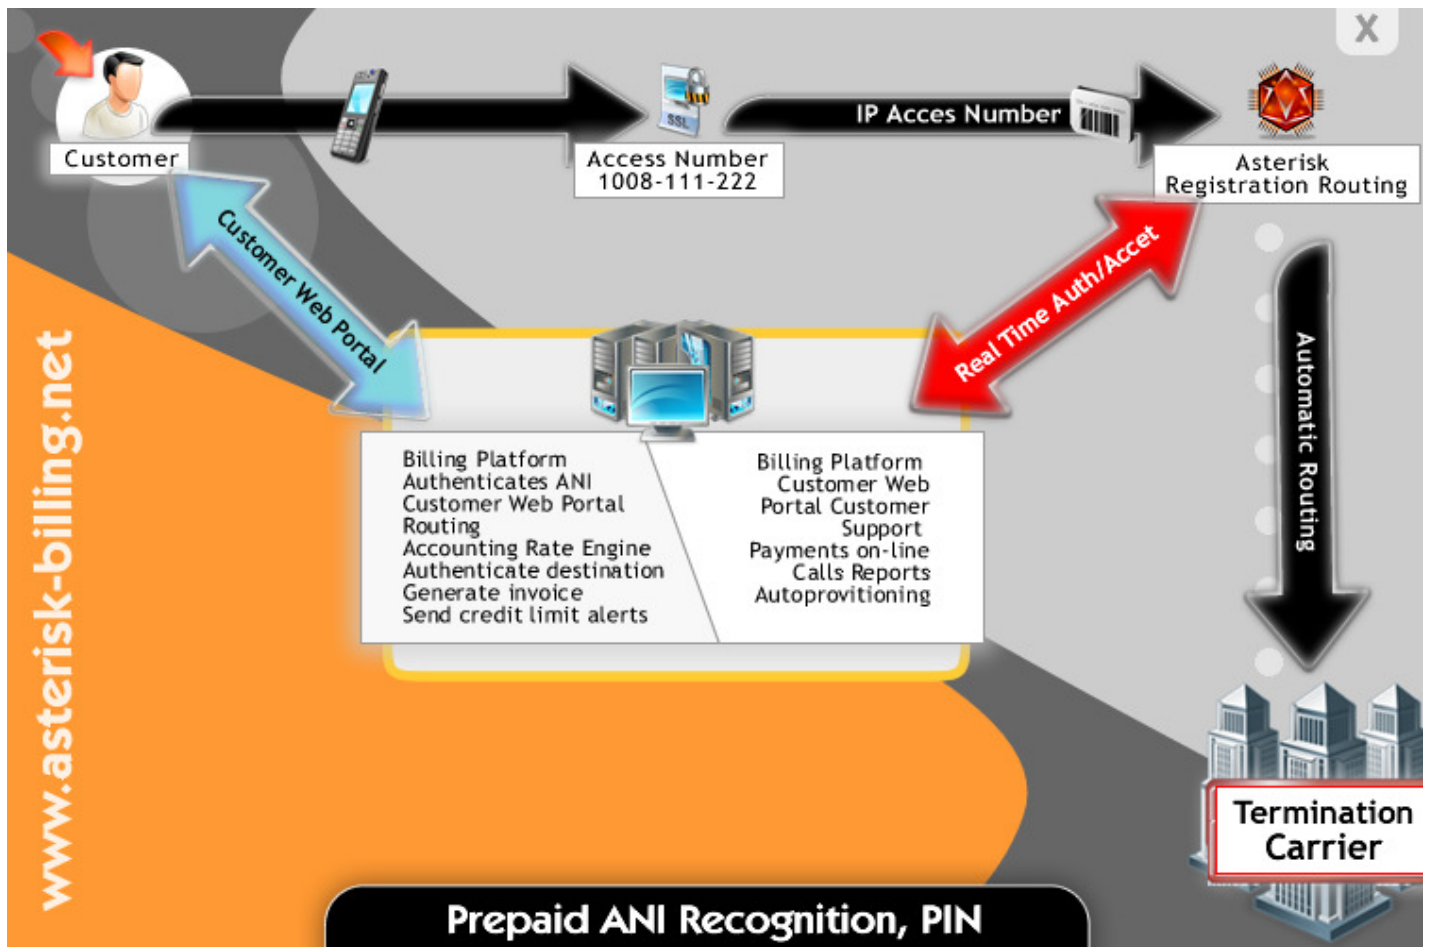 X
Customer
SSL
Access Number
1008-111-222
IP Acces Number
Asterisk
Registration Routing
Customer Web Portal
Real Time Auth/Accet
Automatic Routing
www.asterisk-billing.net
Billing Platform
Authenticates ANI
Customer Web Portal
Routing
Accounting Rate Engine
Authenticate destination
Generate invoice
Send credit limit alerts
Billing Platform
Customer Web
Portal Customer
Support
Payments on-line
Calls Reports
Autoprovitioning
Termination
Carrier
Prepaid ANI Recognition, PIN